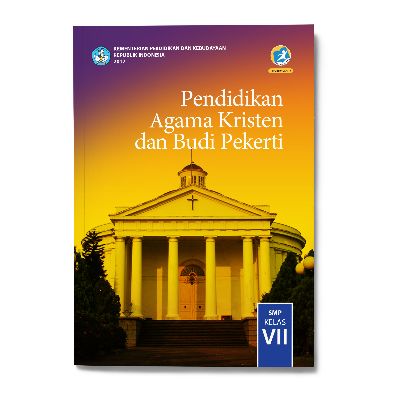 KEMENTERIAN PENDIDIKAN DAN KEBUDAYAAN
REPUBLIK INDONESIA
2017
Pendidikan
Agama Kristen
dan Budi Pekerti
SMP
KELAS
VII